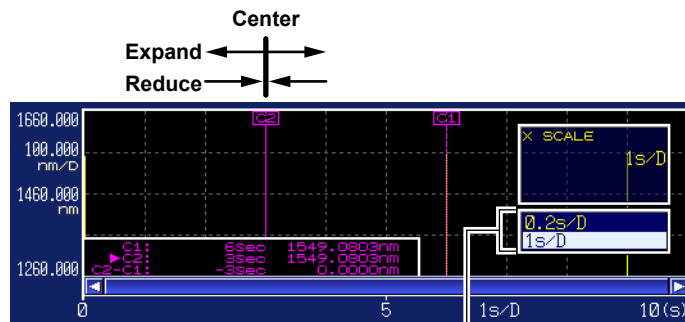 Center
Expand
Reduce
1660.000
C2
C1
100.000
nm/D
1460.000
nm
1260.000
X SCALE
1s/D
0.2s/D
1s/D
C1: 6sec 1549.0803nm
▶C2: 3sec 1549.0803nm
C2-C1: -3sec 0.0000nm
0 5 1s/D 10(s)